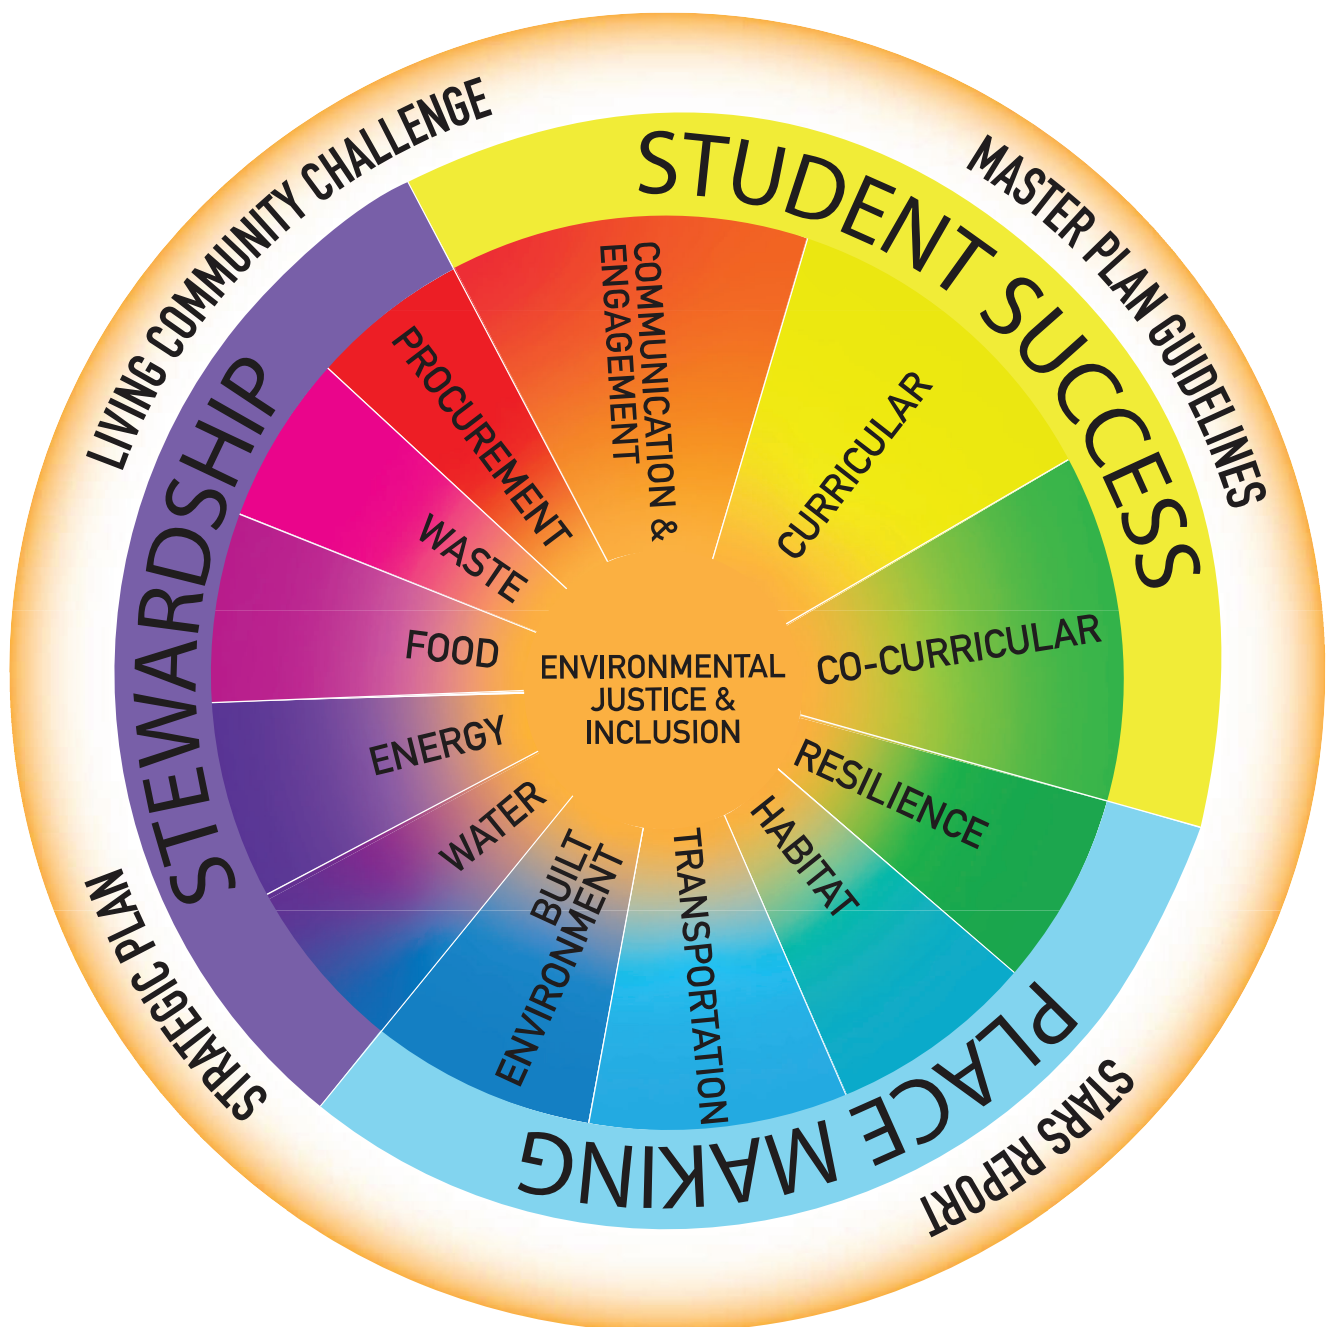 LIVING COMMUNITY CHALLENGE
MASTER PLAN GUIDELINES
STARS REPORT
STRATEGIC PLAN
STUDENT SUCCESS
PLACE MAKING
STEWARDSHIP
COMMUNICATION &
ENGAGEMENT
CURRICULAR
CO-CURRICULAR
RESILIENCE
HABITAT
TRANSPORTATION
BUILT
ENVIRONMENT
WATER
ENERGY
FOOD
WASTE
PROCUREMENT
ENVIRONMENTAL
JUSTICE &
INCLUSION